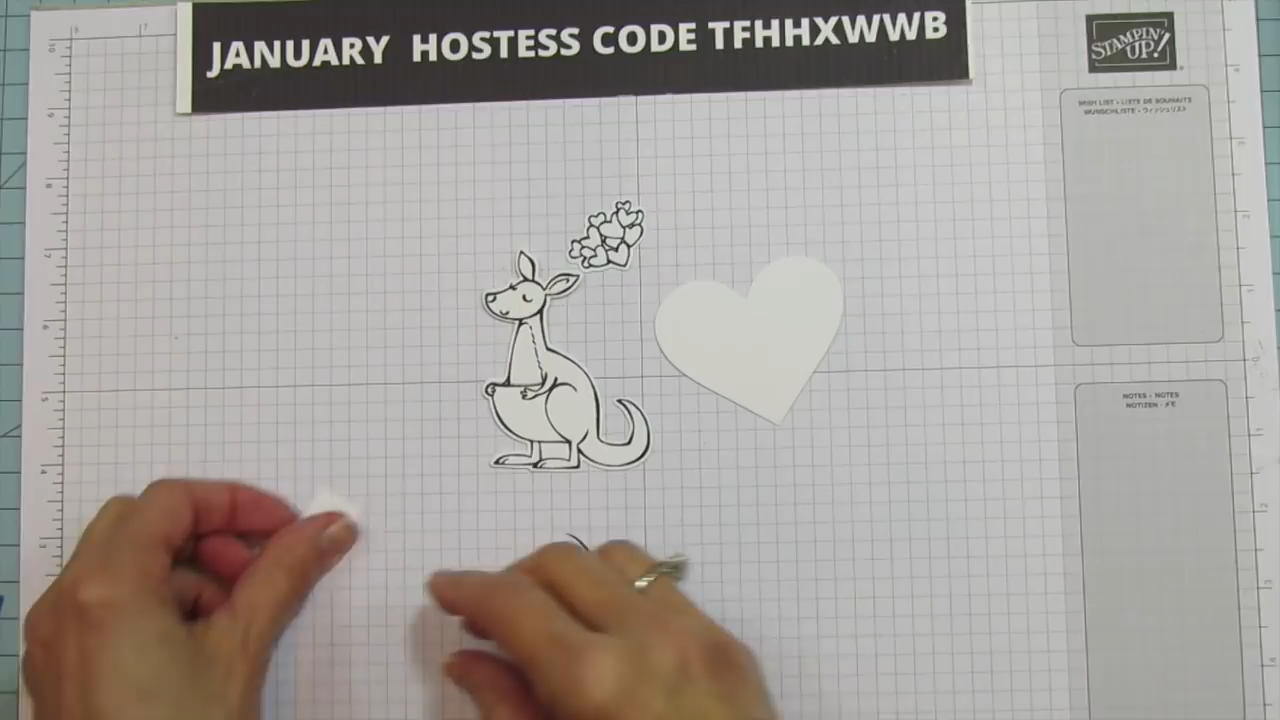 JANUARY HOSTESS CODE TFHHXWWB
STAMPIN' UP!
WISH LIST • LISTE DE SOUHAITS
WUNSCHLISTE • ウィッシュリスト
NOTES • NOTES
NOTIZEN • メモ